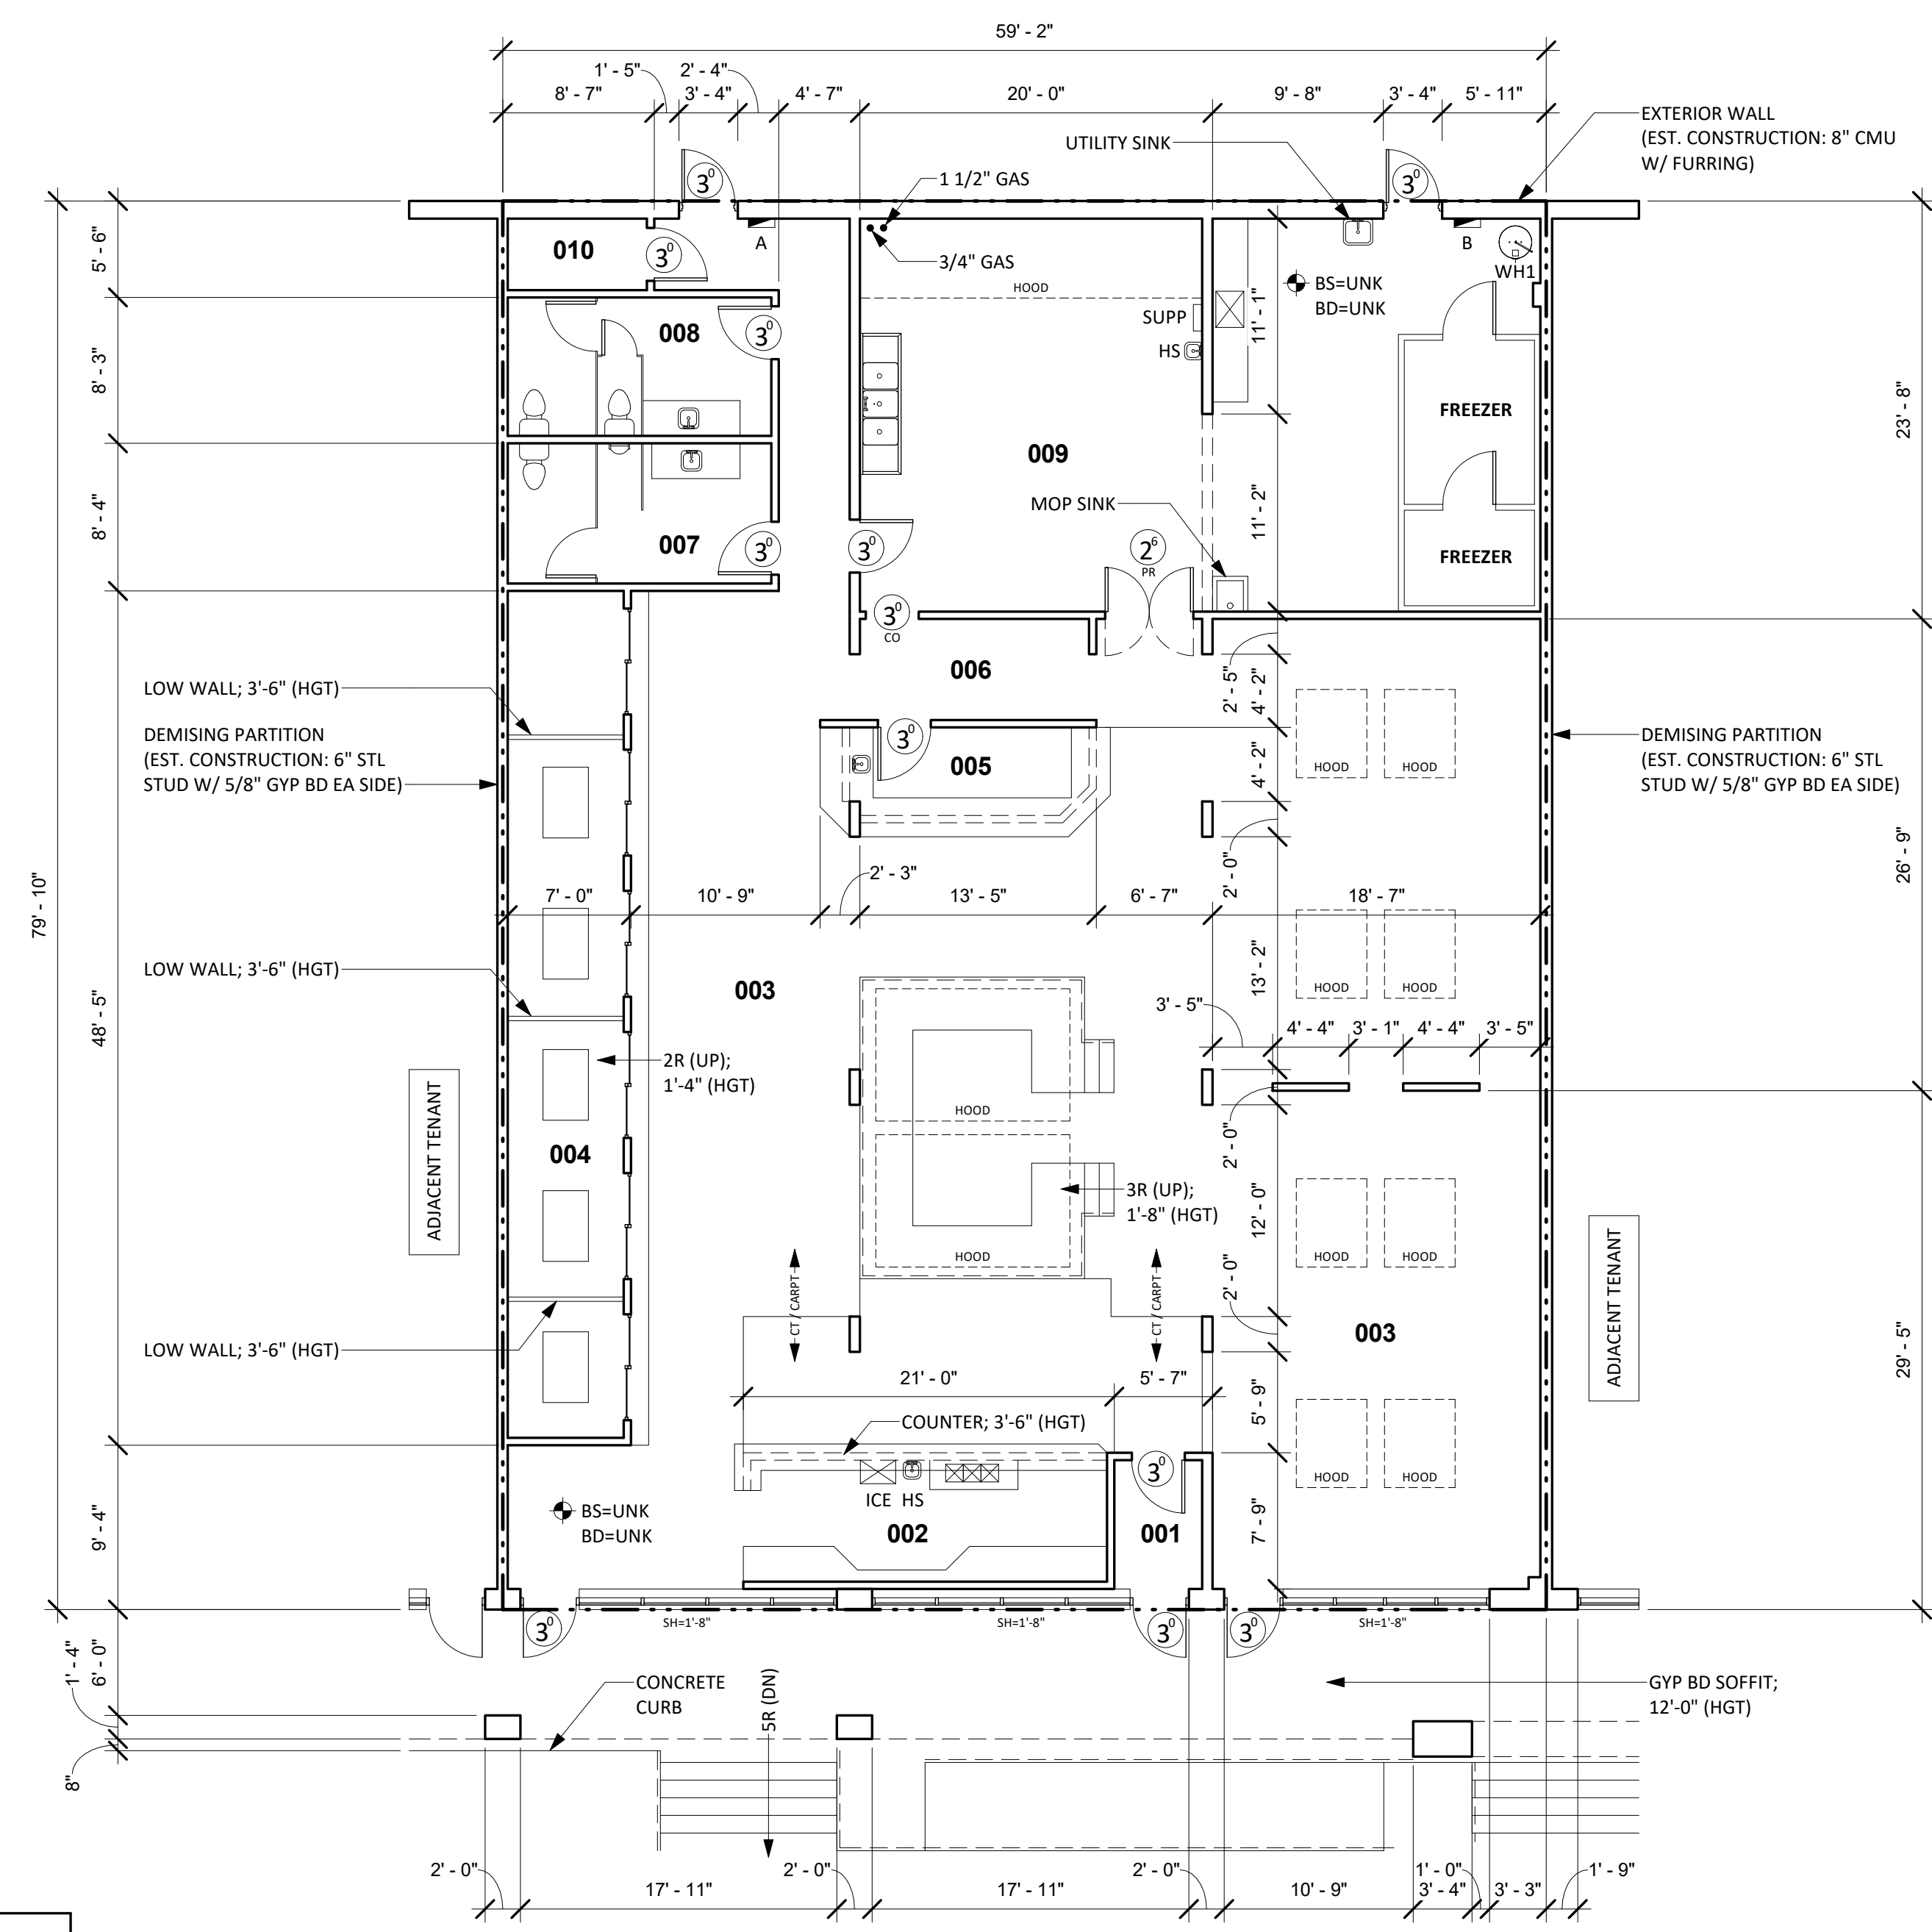 59' - 2"
1' - 5" 2' - 4"
8' - 7" 3' - 4" 4' - 7" 20' - 0" 9' - 8" 3' - 4" 5' - 11"
EXTERIOR WALL
(EST. CONSTRUCTION: 8" CMU
W/ FURRING)
UTILITY SINK
1 1/2" GAS
3/4" GAS
3⁰
3⁰
3⁰
010
A
B
WH1
5' - 6"
HOOD
BS=UNK
BD=UNK
11' - 1"
SUPP
HS
008
3⁰
8' - 3"
FREEZER
23' - 8"
009
MOP SINK
11' - 2"
8' - 4"
007
3⁰
3⁰
2⁶
PR
FREEZER
3⁰
CO
006
2' - 5"
4' - 2"
LOW WALL; 3'-6" (HGT)
DEMISING PARTITION
(EST. CONSTRUCTION: 6" STL
STUD W/ 5/8" GYP BD EA SIDE)
3⁰
005
4' - 2"
HOOD
HOOD
DEMISING PARTITION
(EST. CONSTRUCTION: 6" STL
STUD W/ 5/8" GYP BD EA SIDE)
79' - 10"
2' - 3"
2' - 0"
26' - 9"
7' - 0" 10' - 9" 13' - 5" 6' - 7" 18' - 7"
LOW WALL; 3'-6" (HGT)
003
13' - 2"
HOOD
HOOD
48' - 5"
3' - 5"
4' - 4" 3' - 1" 4' - 4" 3' - 5"
2R (UP);
1'-4" (HGT)
HOOD
2' - 0"
ADJACENT TENANT
004
3R (UP);
1'-8" (HGT)
12' - 0"
HOOD
HOOD
HOOD
ADJACENT TENANT
CT / CARPT
CT / CARPT
2' - 0"
LOW WALL; 3'-6" (HGT)
003
29' - 5"
21' - 0" 5' - 7"
5' - 9"
COUNTER; 3'-6" (HGT)
3⁰
HOOD
HOOD
ICE HS
BS=UNK
BD=UNK
002
001
7' - 9"
9' - 4"
3⁰
SH=1'-8"
SH=1'-8"
3⁰
3⁰
SH=1'-8"
1' - 4"
6' - 0"
8"
CONCRETE
CURB
5R (DN)
GYP BD SOFFIT;
12'-0" (HGT)
2' - 0" 2' - 0" 2' - 0" 1' - 0" 1' - 9"
17' - 11" 17' - 11" 10' - 9" 3' - 4" 3' - 3"